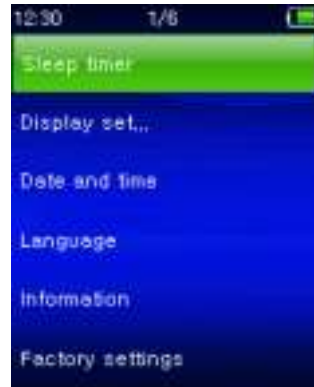 12:30 1/6
Sleep timer
Display set...
Date and time
Language
Information
Factory settings